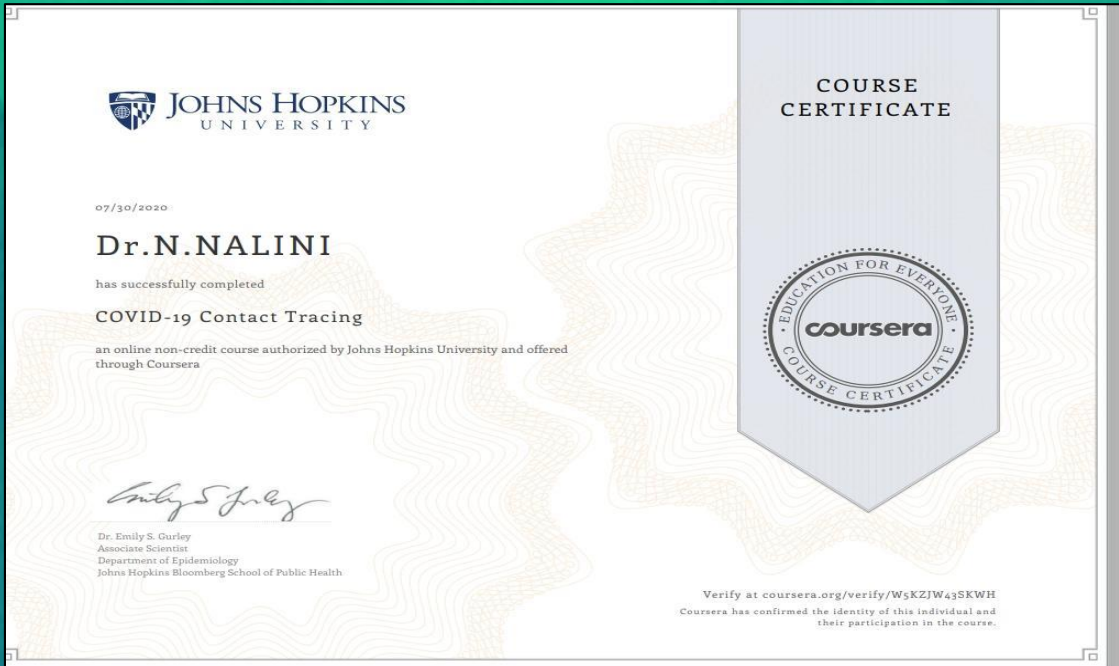 JOHNS HOPKINS
UNIVERSITY
07/30/2020
Dr.N.NALINI
has successfully completed
COVID-19 Contact Tracing
an online non-credit course authorized by Johns Hopkins University and offered
through Coursera
Emily S Gurley
Dr. Emily S. Gurley
Associate Scientist
Department of Epidemiology
Johns Hopkins Bloomberg School of Public Health
COURSE
CERTIFICATE
EDUCATION FOR EVERYONE
coursera
COURSE CERTIFICATE
Verify at coursera.org/verify/W5KZJW43SKWH
Coursera has confirmed the identity of this individual and
their participation in the course.